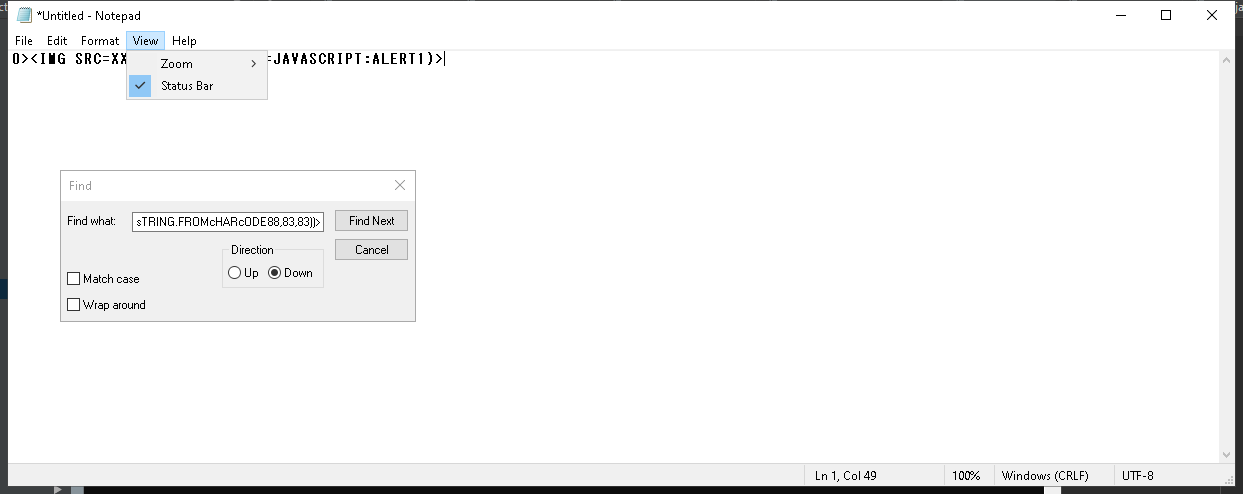 *Untitled - Notepad
File Edit Format View Help
0><IMG SRC=XX =JAVASCRIPT:ALERT1)>
Zoom
Status Bar
Find
Find what: sTRING.FROMcHARcODE88,83,83))> Find Next
Direction Cancel
Up Down
Match case
Wrap around
Ln 1, Col 49 100% Windows (CRLF) UTF-8